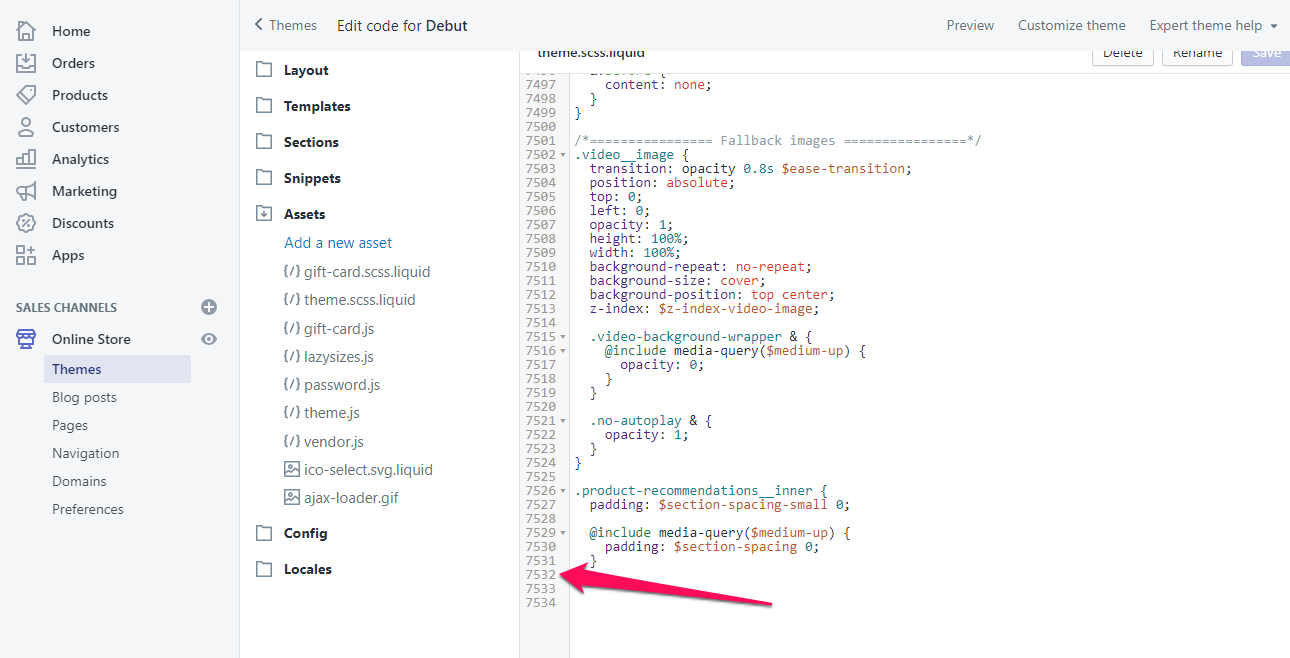 Home
Orders
Products
Customers
Analytics
Marketing
Discounts
Apps
SALES CHANNELS
Online Store
Themes
Blog posts
Pages
Navigation
Domains
Preferences
Themes Edit code for Debut
Preview Customize theme Expert theme help
Layout
Templates
Sections
Snippets
Assets
Add a new asset
{/} gift-card.scss.liquid
{/} theme.scss.liquid
{/} gift-card.js
{/} lazysizes.js
{/} password.js
{/} theme.js
{/} vendor.js
ico-select.svg.liquid
ajax-loader.gif
Config
Locales
theme.scss.liquid
Delete Rename Save
7497 content: none;
7498 }
7499 }
7500
7501 /*================ Fallback images ================*/
7502 .video__image {
7503 transition: opacity 0.8s $ease-transition;
7504 position: absolute;
7505 top: 0;
7506 left: 0;
7507 opacity: 1;
7508 height: 100%;
7509 width: 100%;
7510 background-repeat: no-repeat;
7511 background-size: cover;
7512 background-position: top center;
7513 z-index: $z-index-video-image;
7514
7515 .video-background-wrapper & {
7516 @include media-query($medium-up) {
7517 opacity: 0;
7518 }
7519 }
7520
7521 .no-autoplay & {
7522 opacity: 1;
7523 }
7524 }
7525
7526 .product-recommendations__inner {
7527 padding: $section-spacing-small 0;
7528
7529 @include media-query($medium-up) {
7530 padding: $section-spacing 0;
7531 }
7532
7533
7534